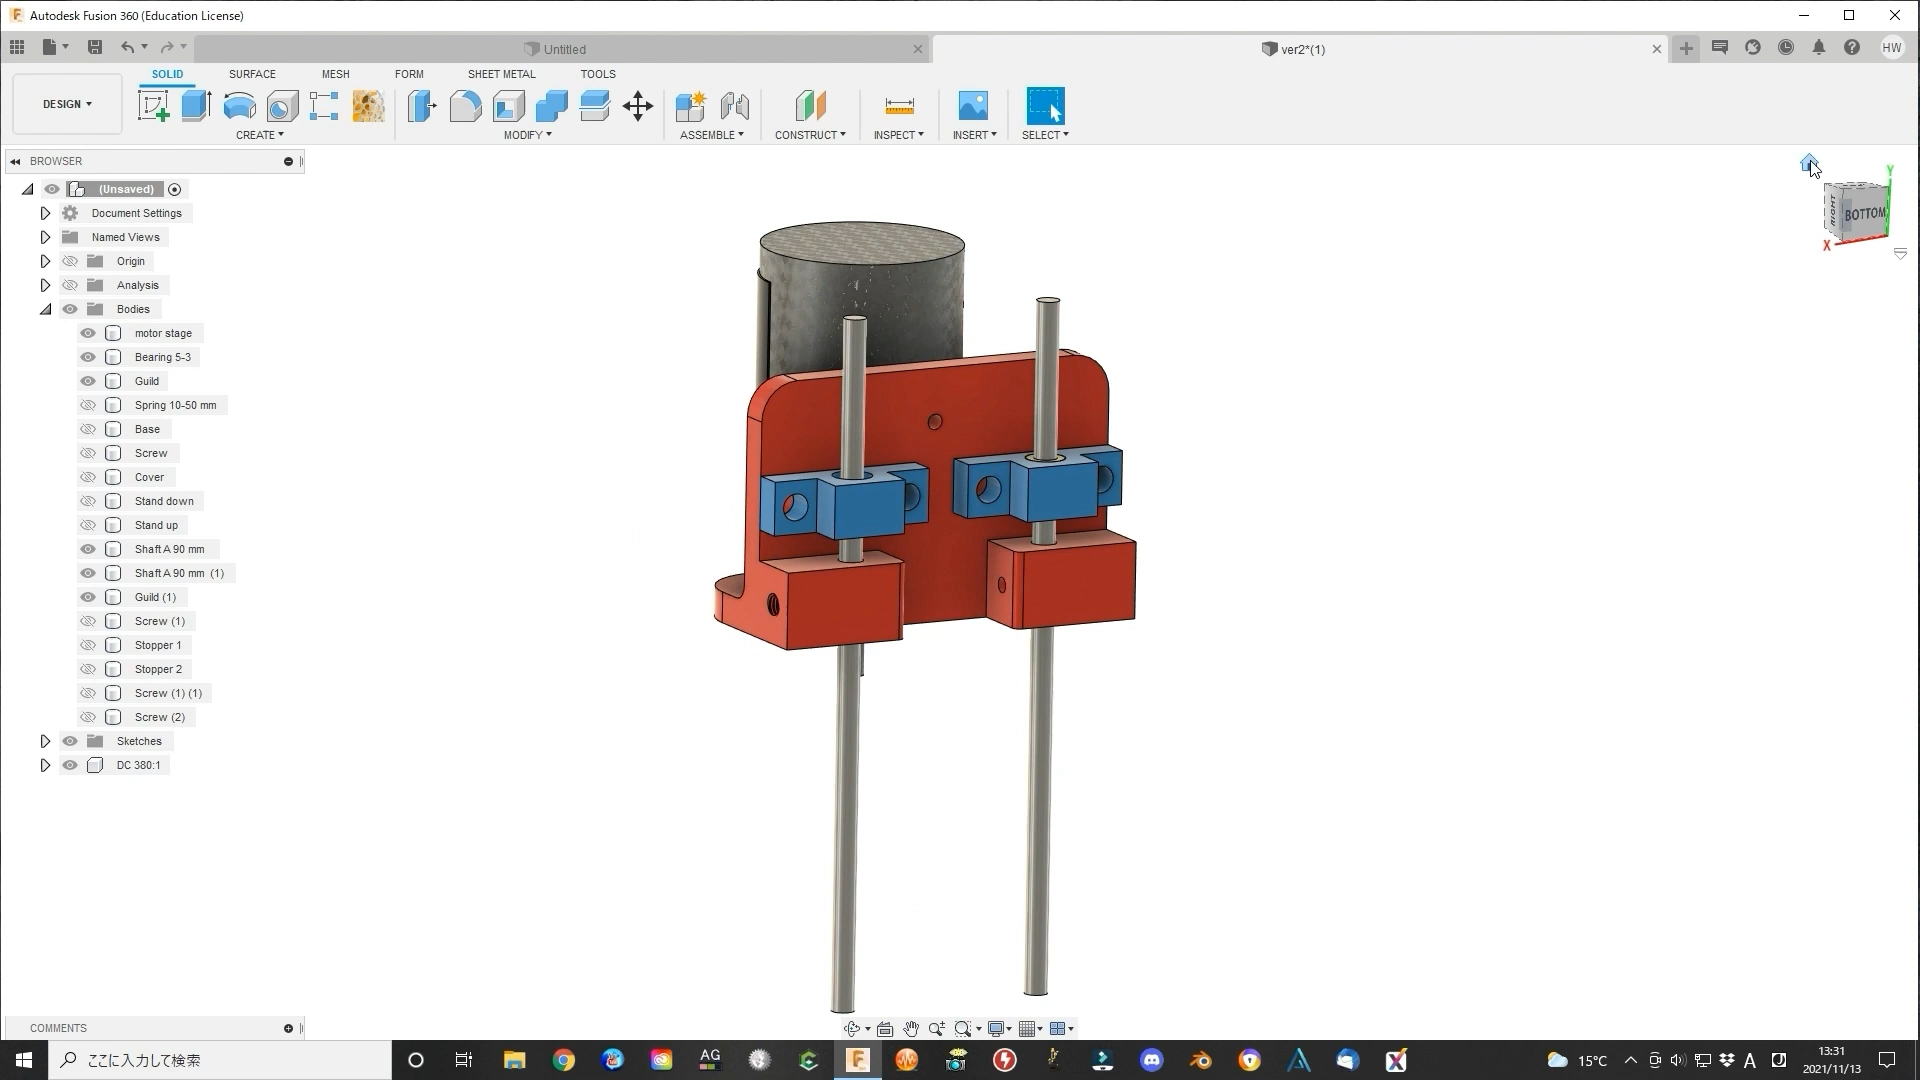 Autodesk Fusion 360 (Education License)
Untitled
ver2*(1)
HW
DESIGN
SOLID
SURFACE
MESH
FORM
SHEET METAL
TOOLS
CREATE
MODIFY
ASSEMBLE
CONSTRUCT
INSPECT
INSERT
SELECT
BROWSER
(Unsaved)
Document Settings
Named Views
Origin
Analysis
Bodies
motor stage
Bearing 5-3
Guild
Spring 10-50 mm
Base
Screw
Cover
Stand down
Stand up
Shaft A 90 mm
Shaft A 90 mm (1)
Guild (1)
Screw (1)
Stopper 1
Stopper 2
Screw (1) (1)
Screw (2)
Sketches
DC 380:1
Y
RIGHT
BOTTOM
X
COMMENTS
ここに入力して検索
AG
15°C
A
13:31
2021/11/13